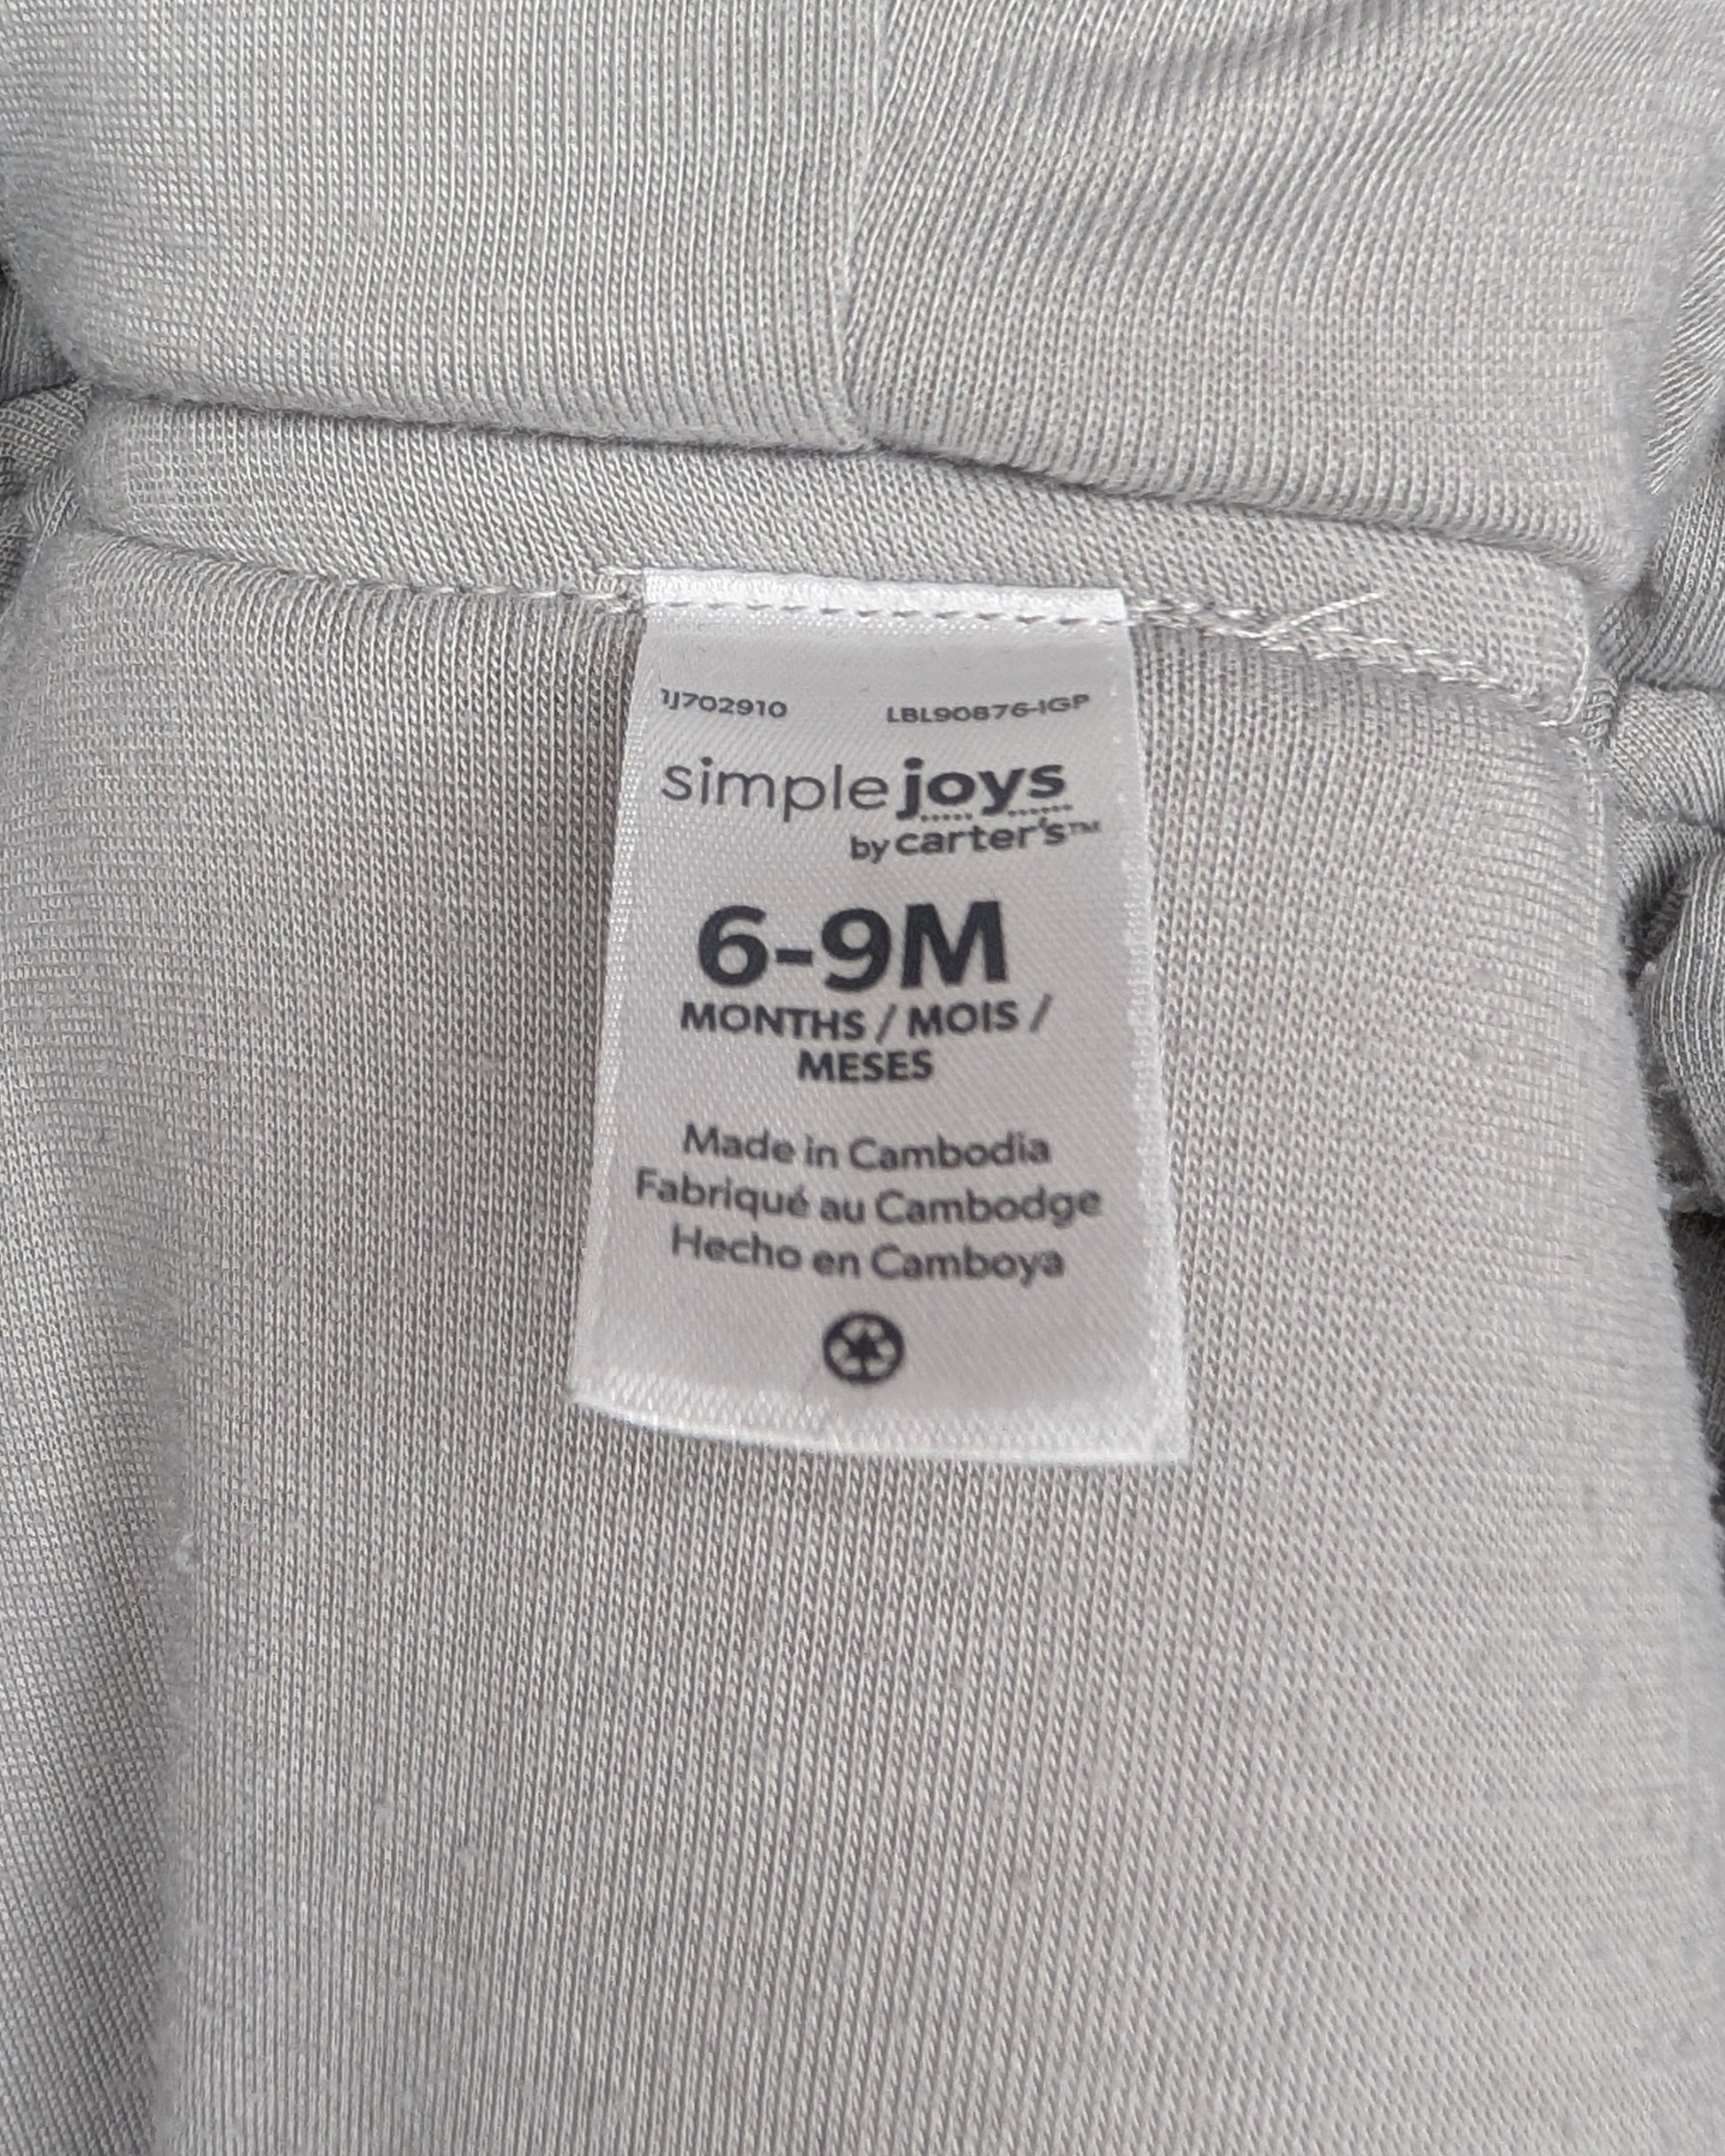 1J702910 LBL90876-IGP
simple joys
by carter's™
6-9M
MONTHS / MOIS /
MESES
Made in Cambodia
Fabriqué au Cambodge
Hecho en Camboya